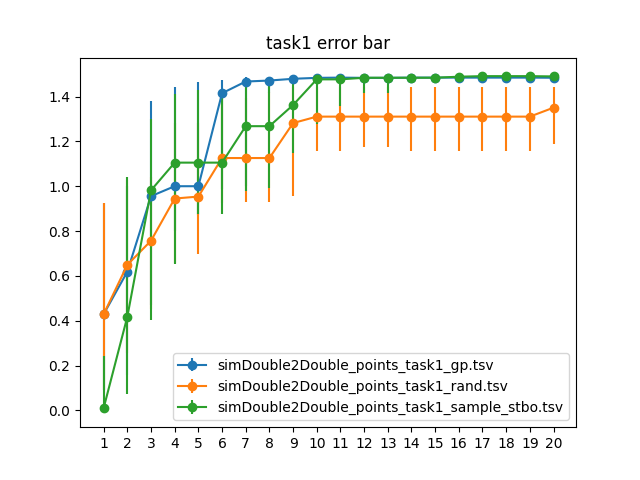 task1 error bar
1.4
1.2
1.0
0.8
0.6
0.4
0.2
0.0
simDouble2Double_points_task1_gp.tsv
simDouble2Double_points_task1_rand.tsv
simDouble2Double_points_task1_sample_stbo.tsv
1 2 3 4 5 6 7 8 9 10 11 12 13 14 15 16 17 18 19 20